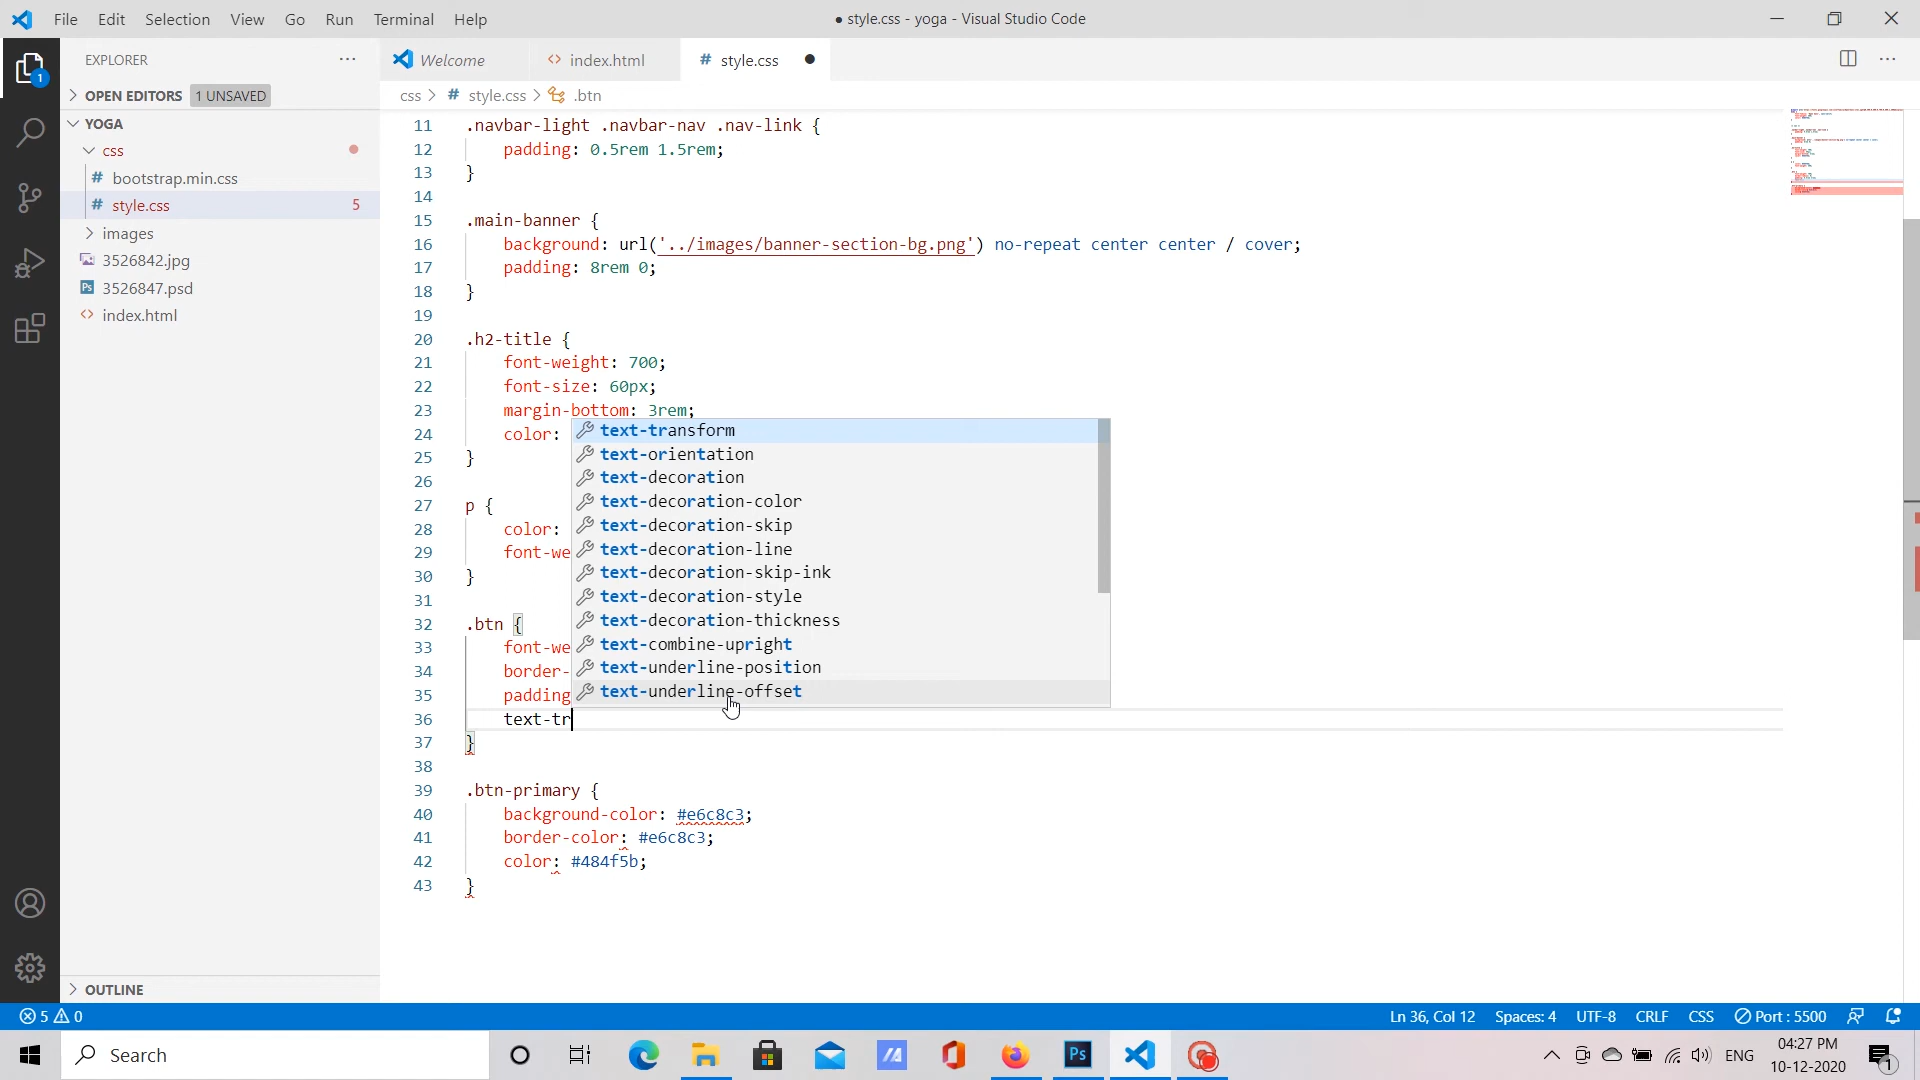 File Edit Selection View Go Run Terminal Help
● style.css - yoga - Visual Studio Code
EXPLORER
OPEN EDITORS 1 UNSAVED
YOGA
css
# bootstrap.min.css
# style.css 5
images
3526842.jpg
Ps 3526847.psd
<> index.html
OUTLINE
1
Welcome
<> index.html
# style.css ●
css > # style.css > .btn
11 .navbar-light .navbar-nav .nav-link {
12 padding: 0.5rem 1.5rem;
13 }
14
15 .main-banner {
16 background: url('../images/banner-section-bg.png') no-repeat center center / cover;
17 padding: 8rem 0;
18 }
19
20 .h2-title {
21 font-weight: 700;
22 font-size: 60px;
23 margin-bottom: 3rem;
24 color:
25 }
26
27 p {
28 color:
29 font-we
30 }
31
32 .btn {
33 font-we
34 border-
35 padding
36 text-tr
37 }
38
39 .btn-primary {
40 background-color: #e6c8c3;
41 border-color: #e6c8c3;
42 color: #484f5b;
43 }
text-transform
text-orientation
text-decoration
text-decoration-color
text-decoration-skip
text-decoration-line
text-decoration-skip-ink
text-decoration-style
text-decoration-thickness
text-combine-upright
text-underline-position
text-underline-offset
5 0
Ln 36, Col 12 Spaces: 4 UTF-8 CRLF CSS Port : 5500
Search
Ps
ENG
04:27 PM
10-12-2020
1